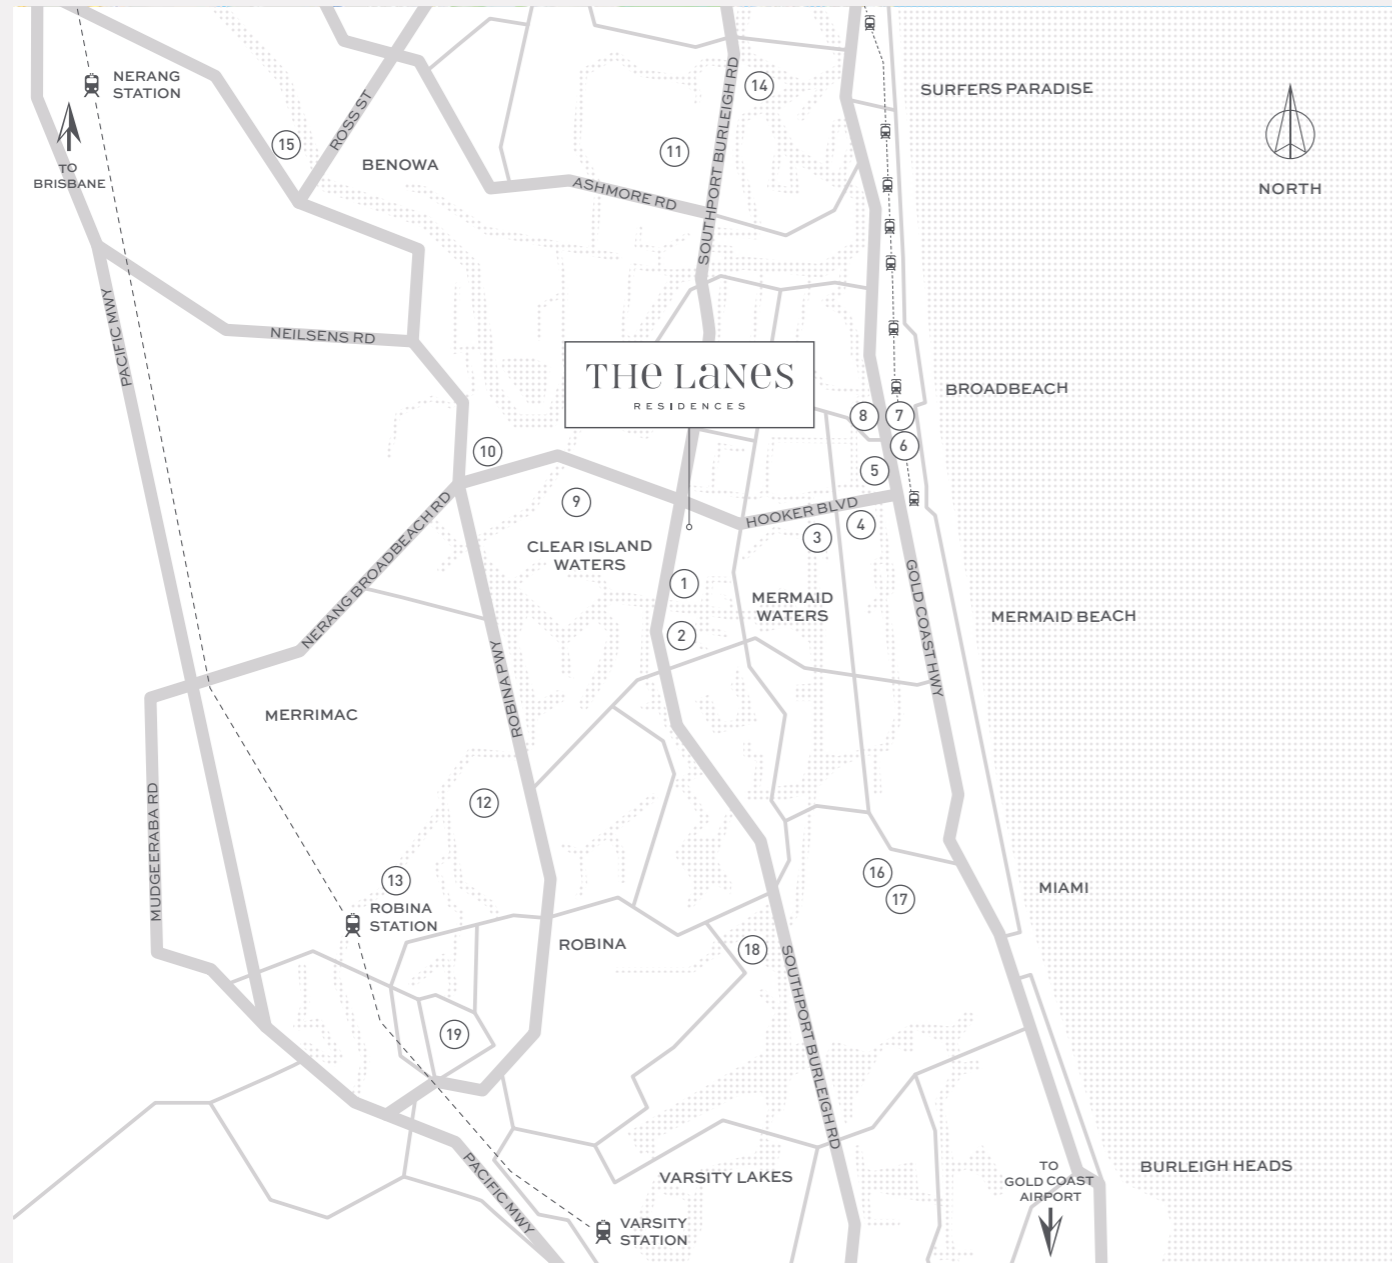 NERANG
STATION
TO
BRISBANE
15
ROSS ST
BENOWA
14
11
SOUTHPORT BURLEIGH RD
ASHMORE RD
SURFERS PARADISE
NORTH
PACIFIC MWY
NEILSENS RD
THE LANES
RESIDENCES
BROADBEACH
8
7
6
5
10
9
HOOKER BLVD
4
3
NERANG BROADBEACH RD
CLEAR ISLAND
WATERS
1
2
MERMAID
WATERS
GOLD COAST HWY
MERMAID BEACH
ROBINA PWY
MERRIMAC
MUDGEERABA RD
12
13
ROBINA
STATION
16
17
MIAMI
ROBINA
18
SOUTHPORT BURLEIGH RD
19
PACIFIC MWY
VARSITY LAKES
VARSITY
STATION
TO
GOLD COAST
AIRPORT
BURLEIGH HEADS